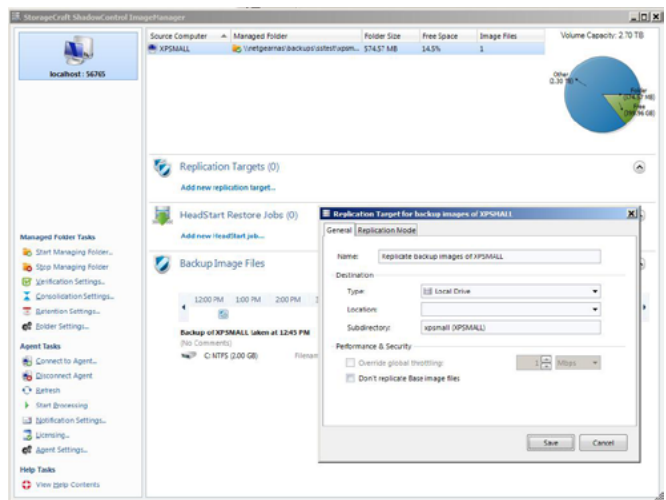 StorageCraft ShadowControl ImageManager
localhost : 56765
Source Computer Managed Folder Folder Size Free Space Image Files
XPSMALL \\netgearnas\backups\sstest\xpsm... 574.57 MB 14.5% 1
Volume Capacity: 2.70 TB
Other
(2.30 TB)
Folder
(574.57 MB)
Free
Replication Targets (0)
Add new replication target...
HeadStart Restore Jobs (0)
Add new HeadStart job...
Backup Image Files
12:00 PM 1:00 PM 2:00 PM
Backup of XPSMALL taken at 12:45 PM
(No Comments)
C: NTFS (2.00 GB) Filenam
Managed Folder Tasks
Start Managing Folder...
Stop Managing Folder
Verification Settings...
Consolidation Settings...
Retention Settings...
Folder Settings...
Agent Tasks
Connect to Agent...
Disconnect Agent
Refresh
Start Processing
Notification Settings...
Licensing...
Agent Settings...
Help Tasks
View Help Contents
Replication Target for backup images of XPSMALL
General Replication Mode
Name: Replicate backup images of XPSMALL
Destination
Type: Local Drive
Location:
Subdirectory: xpsmall (XPSMALL)
Performance & Security
Override global throttling: 1 Mbps
Don't replicate Base image files
Save Cancel